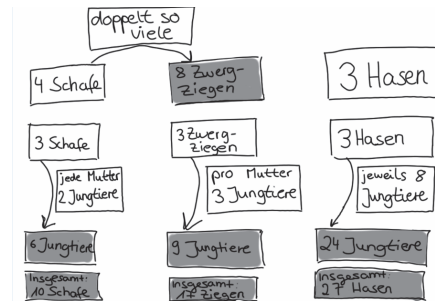 doppelt so
viele
4 Schafe
8 Zwerg-
Ziegen
3 Hasen
3 Schafe
3 Zwerg-
ziegen
3 Hasen
jede Mutter
2 Jungtiere
pro Mutter
3 Jungtiere
jeweils 8
Jungtiere
6 Jungtiere
9 Jungtiere
24 Jungtiere
Insgesamt:
10 Schafe
Insgesamt:
17 Ziegen
Insgesamt:
27 Hasen